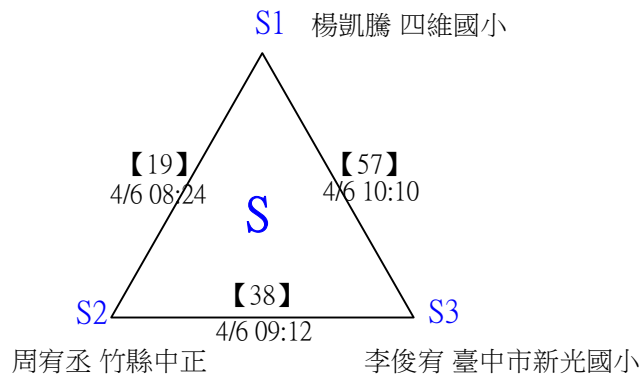 S1 楊凱騰 四維國小
【19】 【57】
4/6 08:24 4/6 10:10
S
【38】
S2 S3
4/6 09:12
周宥丞 竹縣中正 李俊宥 臺中市新光國小